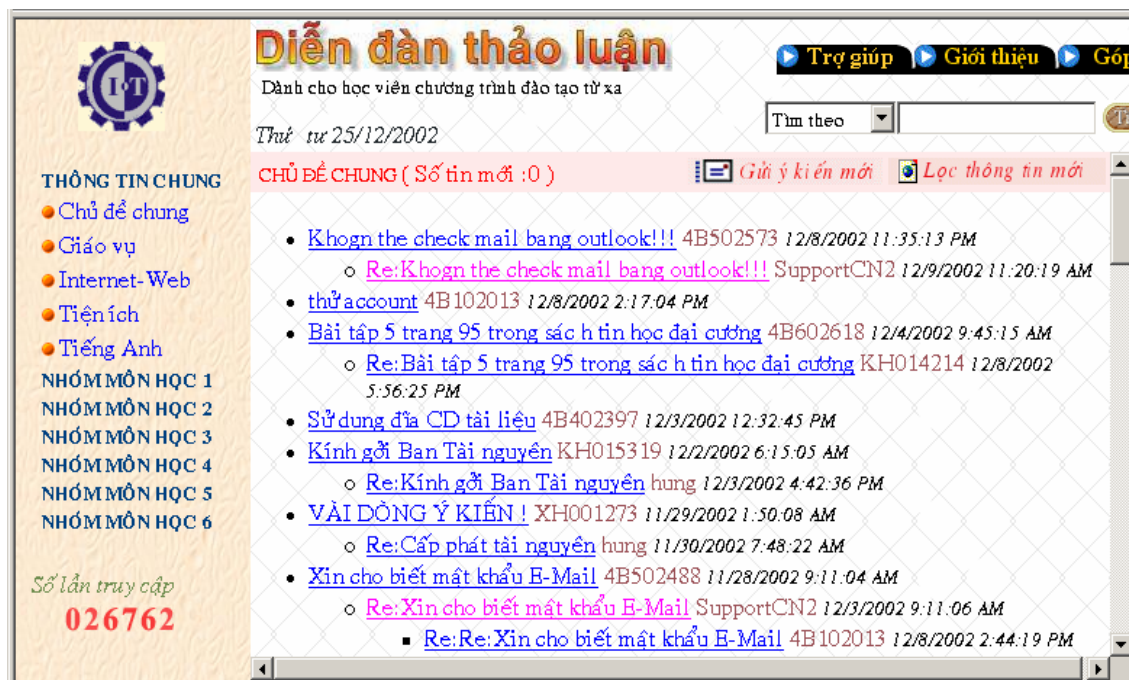 IoT
Diễn đàn thảo luận
Dành cho học viên chương trình đào tạo từ xa
Thứ tư 25/12/2002
Trợ giúp
Giới thiệu
Góp
Tìm theo
THÔNG TIN CHUNG
Chủ đề chung
Giáo vụ
Internet-Web
Tiện ích
Tiếng Anh
NHÓM MÔN HỌC 1
NHÓM MÔN HỌC 2
NHÓM MÔN HỌC 3
NHÓM MÔN HỌC 4
NHÓM MÔN HỌC 5
NHÓM MÔN HỌC 6
Số lần truy cập
026762
CHỦ ĐỀ CHUNG ( Số tin mới :0 )
Gửi ý kiến mới
Lọc thông tin mới
Khogn the check mail bang outlook!!! 4B502573 12/8/2002 11:35:13 PM
Re:Khogn the check mail bang outlook!!! SupportCN2 12/9/2002 11:20:19 AM
thử account 4B102013 12/8/2002 2:17:04 PM
Bài tập 5 trang 95 trong sác h tin học đại cương 4B602618 12/4/2002 9:45:15 AM
Re:Bài tập 5 trang 95 trong sác h tin học đại cương KH014214 12/8/2002
5:56:25 PM
Sử dung đĩa CD tài liệu 4B402397 12/3/2002 12:32:45 PM
Kính gởi Ban Tài nguyên KH015319 12/2/2002 6:15:05 AM
Re:Kính gởi Ban Tài nguyên hung 12/3/2002 4:42:36 PM
VÀI DÒNG Ý KIẾN ! XH001273 11/29/2002 1:50:08 AM
Re:Cấp phát tài nguyên hung 11/30/2002 7:48:22 AM
Xin cho biết mật khẩu E-Mail 4B502488 11/28/2002 9:11:04 AM
Re:Xin cho biết mật khẩu E-Mail SupportCN2 12/3/2002 9:11:06 AM
Re:Re:Xin cho biết mật khẩu E-Mail 4B102013 12/8/2002 2:44:19 PM